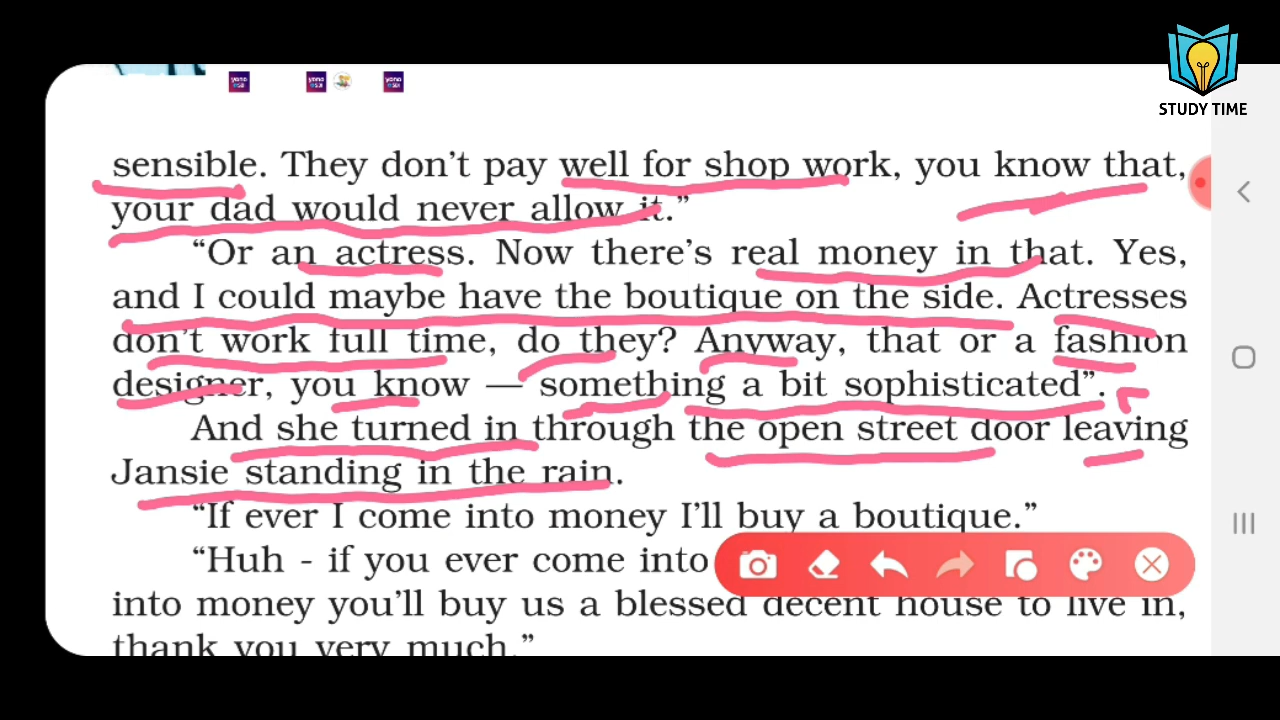 STUDY TIME
sensible. They don't pay well for shop work, you know that,
your dad would never allow it.”
“Or an actress. Now there's real money in that. Yes,
and I could maybe have the boutique on the side. Actresses
don't work full time, do they? Anyway, that or a fashion
designer, you know — something a bit sophisticated”.
And she turned in through the open street door leaving
Jansie standing in the rain.
“If ever I come into money I'll buy a boutique.”
“Huh - if you ever come into
into money you'll buy us a blessed decent house to live in,
thank you very much.”